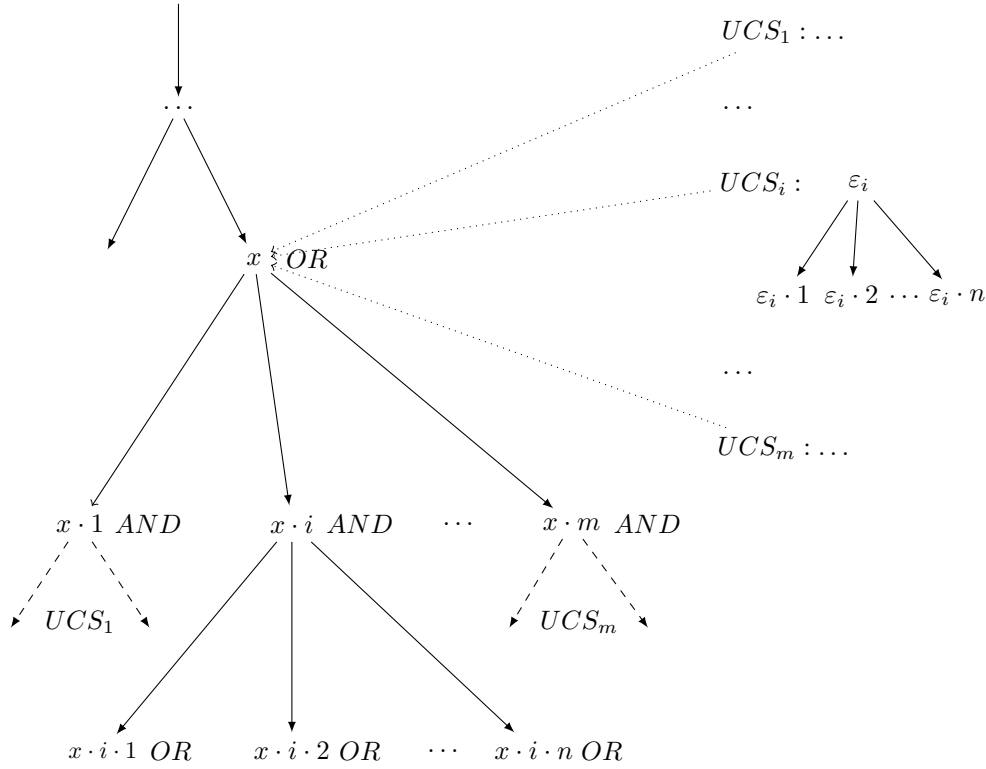 UCS₁ : …
… …
UCSᵢ : εᵢ
x OR
εᵢ · 1 εᵢ · 2 … εᵢ · n
…
UCSₘ : …
x · 1 AND x · i AND … x · m AND
UCS₁ UCSₘ
x · i · 1 OR x · i · 2 OR … x · i · n OR